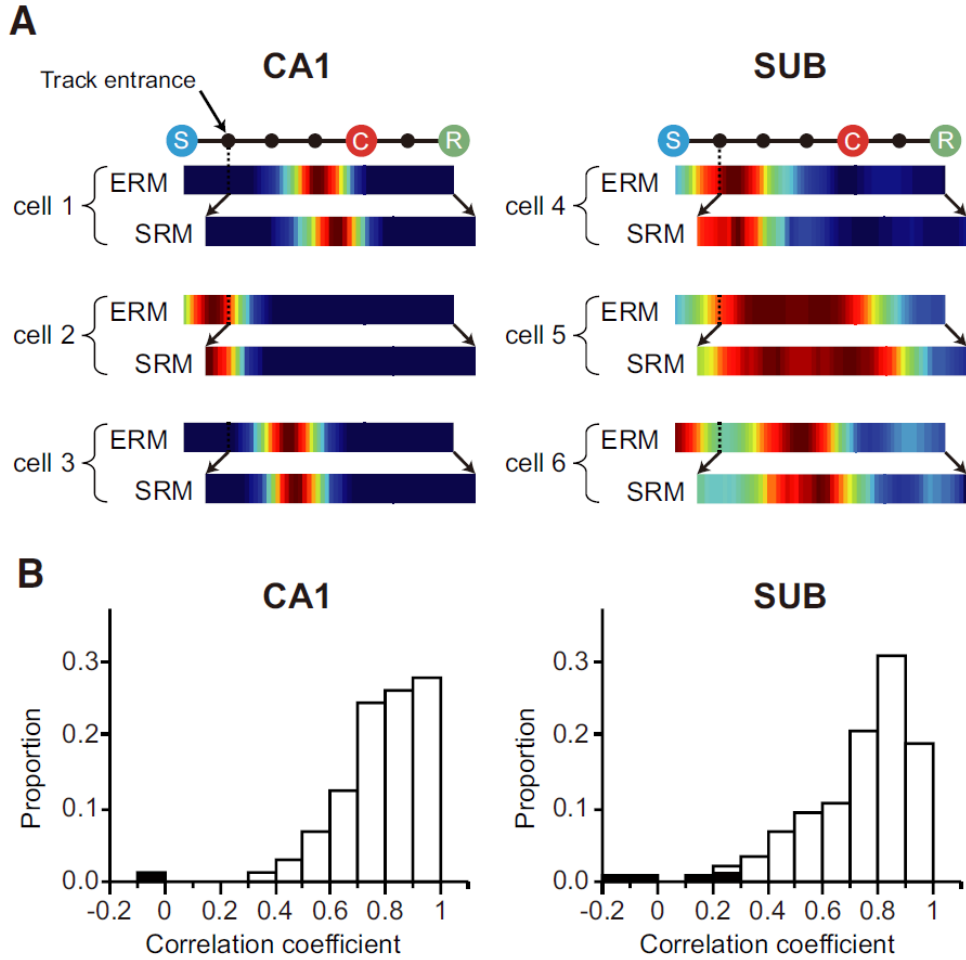 A
CA1
SUB
Track entrance
S
C
R
S
C
R
cell 1
ERM
SRM
cell 4
ERM
SRM
cell 2
ERM
SRM
cell 5
ERM
SRM
cell 3
ERM
SRM
cell 6
ERM
SRM
B
CA1
SUB
Proportion
0.3
0.2
0.1
0.0
-0.2 0 0.2 0.4 0.6 0.8 1
Correlation coefficient
Proportion
0.3
0.2
0.1
0.0
-0.2 0 0.2 0.4 0.6 0.8 1
Correlation coefficient